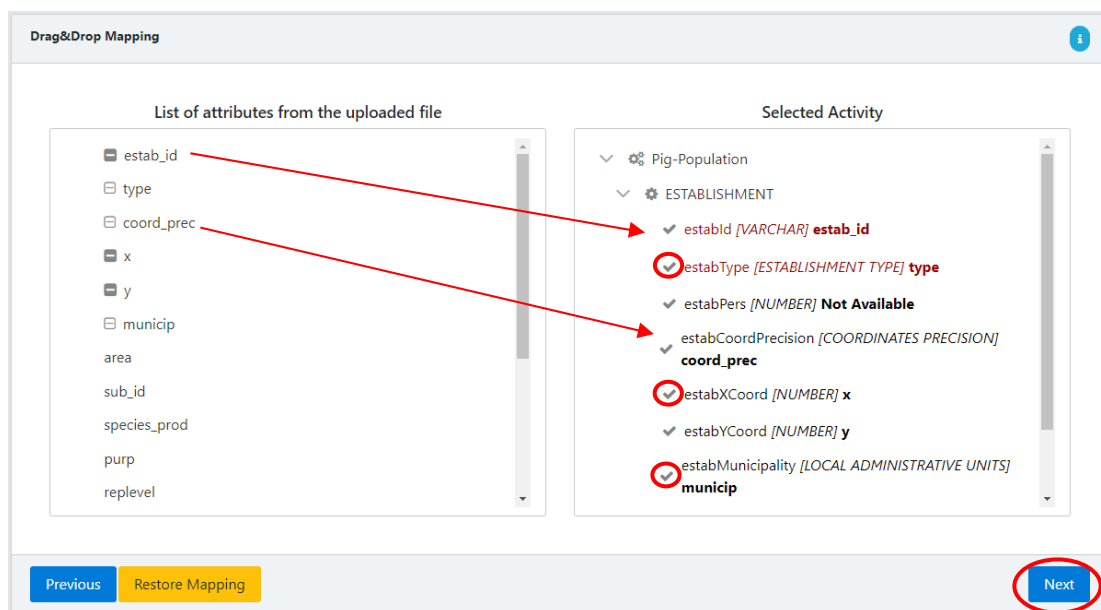 Drag&Drop Mapping
i
List of attributes from the uploaded file
estab_id
type
coord_prec
x
y
municip
area
sub_id
species_prod
purp
replevel
Selected Activity
Pig-Population
ESTABLISHMENT
estabId [VARCHAR] estab_id
estabType [ESTABLISHMENT TYPE] type
estabPers [NUMBER] Not Available
estabCoordPrecision [COORDINATES PRECISION]
coord_prec
estabXCoord [NUMBER] x
estabYCoord [NUMBER] y
estabMunicipality [LOCAL ADMINISTRATIVE UNITS]
municip
Previous
Restore Mapping
Next